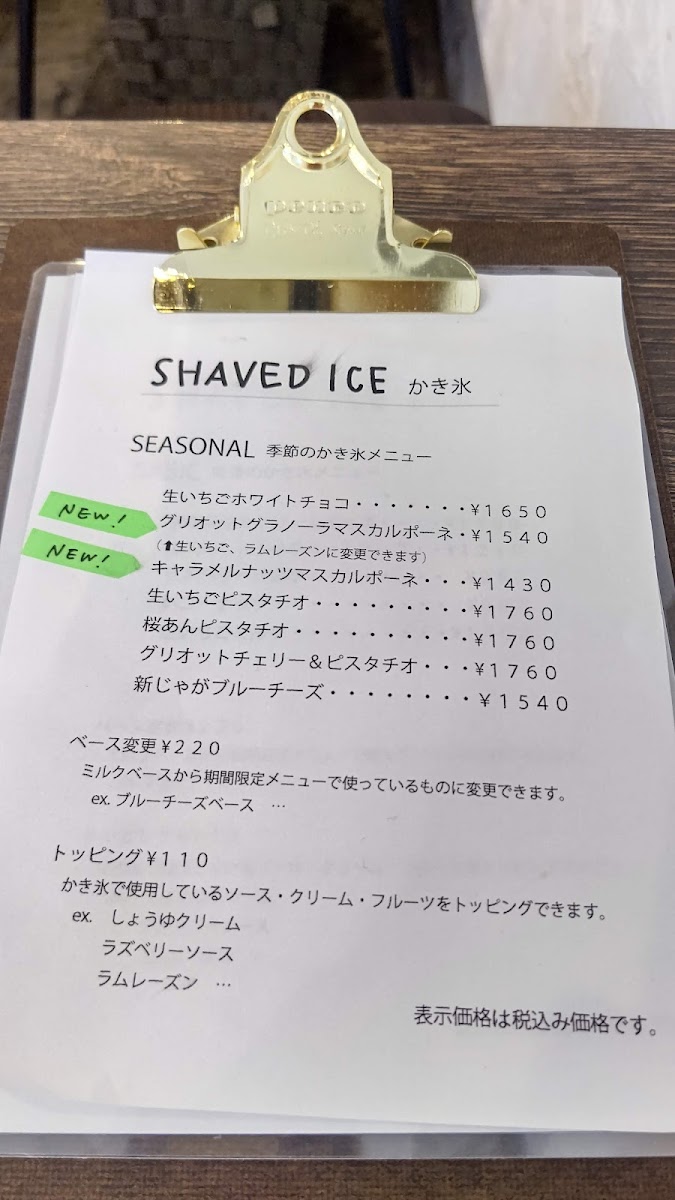 SHAVED ICE かき氷
SEASONAL 季節のかき氷メニュー
生いちごホワイトチョコ・・・・・・・¥1650
NEW! グリオットグラノーラマスカルポーネ・¥1540
(⬆生いちご、ラムレーズンに変更できます)
NEW! キャラメルナッツマスカルポーネ・・・¥1430
生いちごピスタチオ・・・・・・・・・¥1760
桜あんピスタチオ・・・・・・・・・・¥1760
グリオットチェリー＆ピスタチオ・・・¥1760
新じゃがブルーチーズ・・・・・・・・¥1540
ベース変更 ¥220
ミルクベースから期間限定メニューで使っているものに変更できます。
ex. ブルーチーズベース …
トッピング ¥110
かき氷で使用しているソース・クリーム・フルーツをトッピングできます。
ex. しょうゆクリーム
ラズベリーソース
ラムレーズン …
表示価格は税込み価格です。